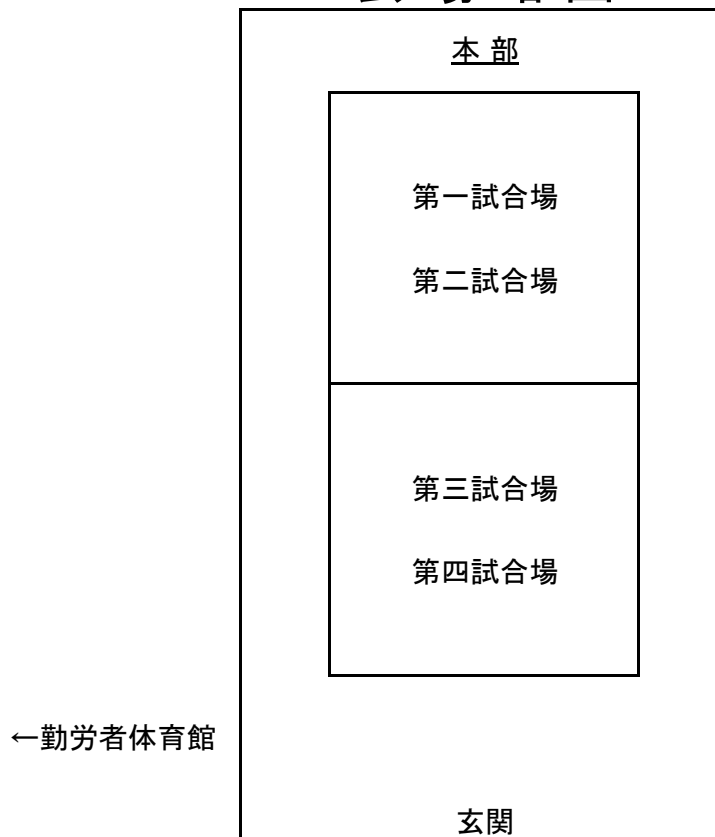 本 部
第一試合場
第二試合場
第三試合場
第四試合場
←勤労者体育館
玄関